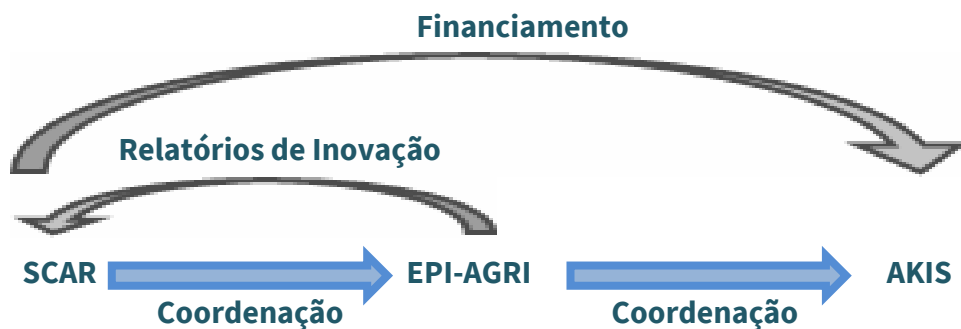 Financiamento
Relatórios de Inovação
SCAR EPI-AGRI AKIS
Coordenação Coordenação